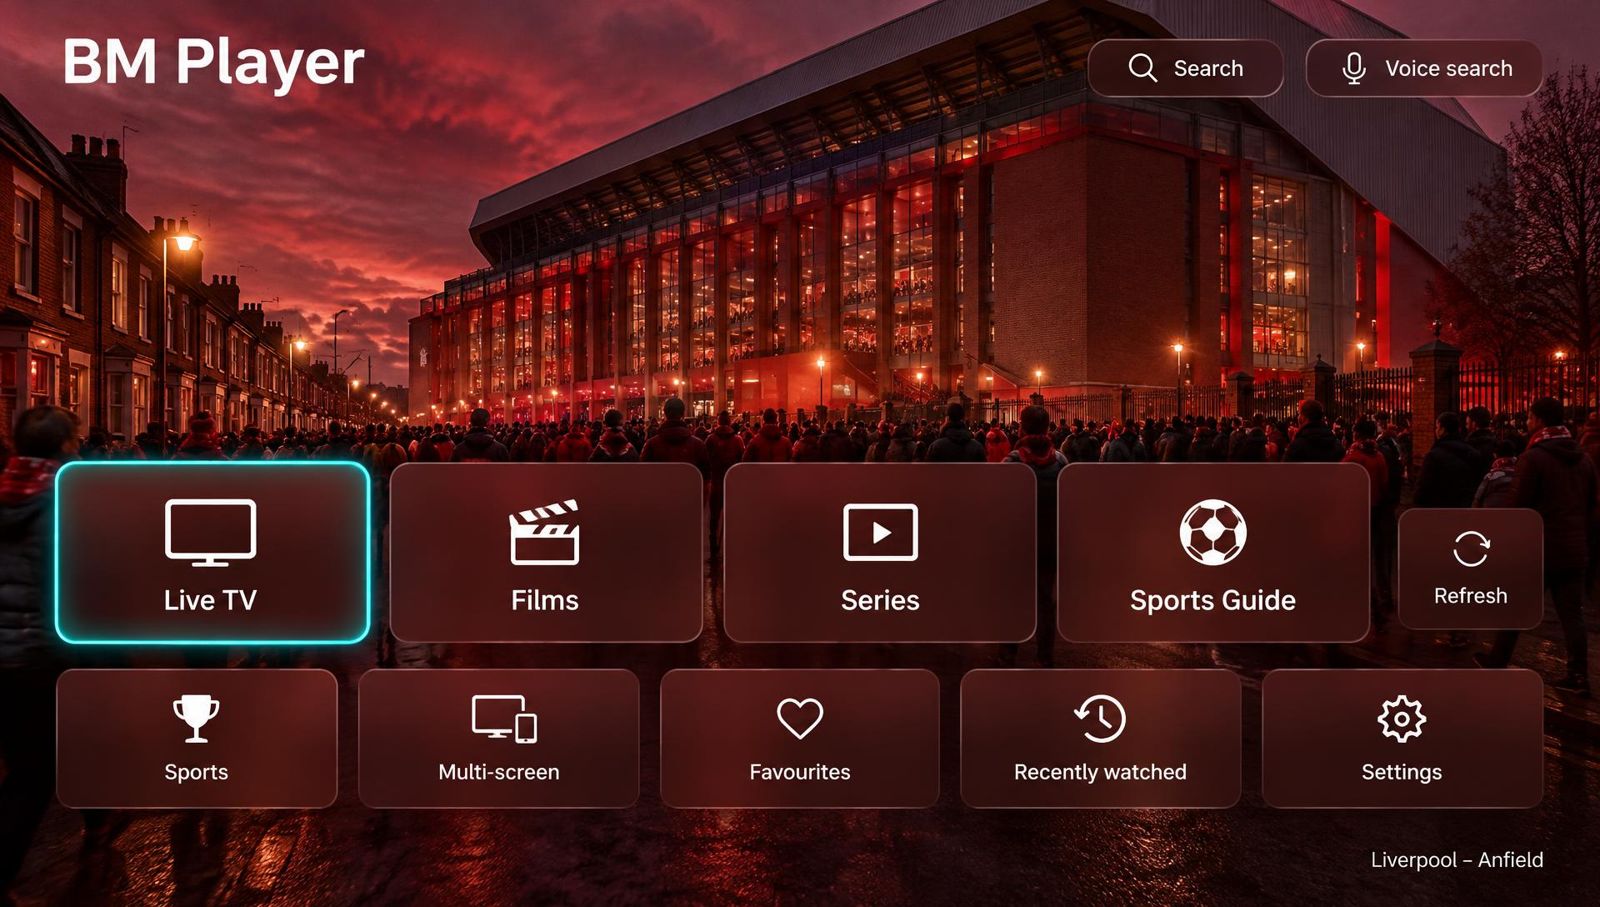 BM Player
Search
Voice search
Live TV
Films
Series
Sports Guide
Refresh
Sports
Multi-screen
Favourites
Recently watched
Settings
Liverpool – Anfield